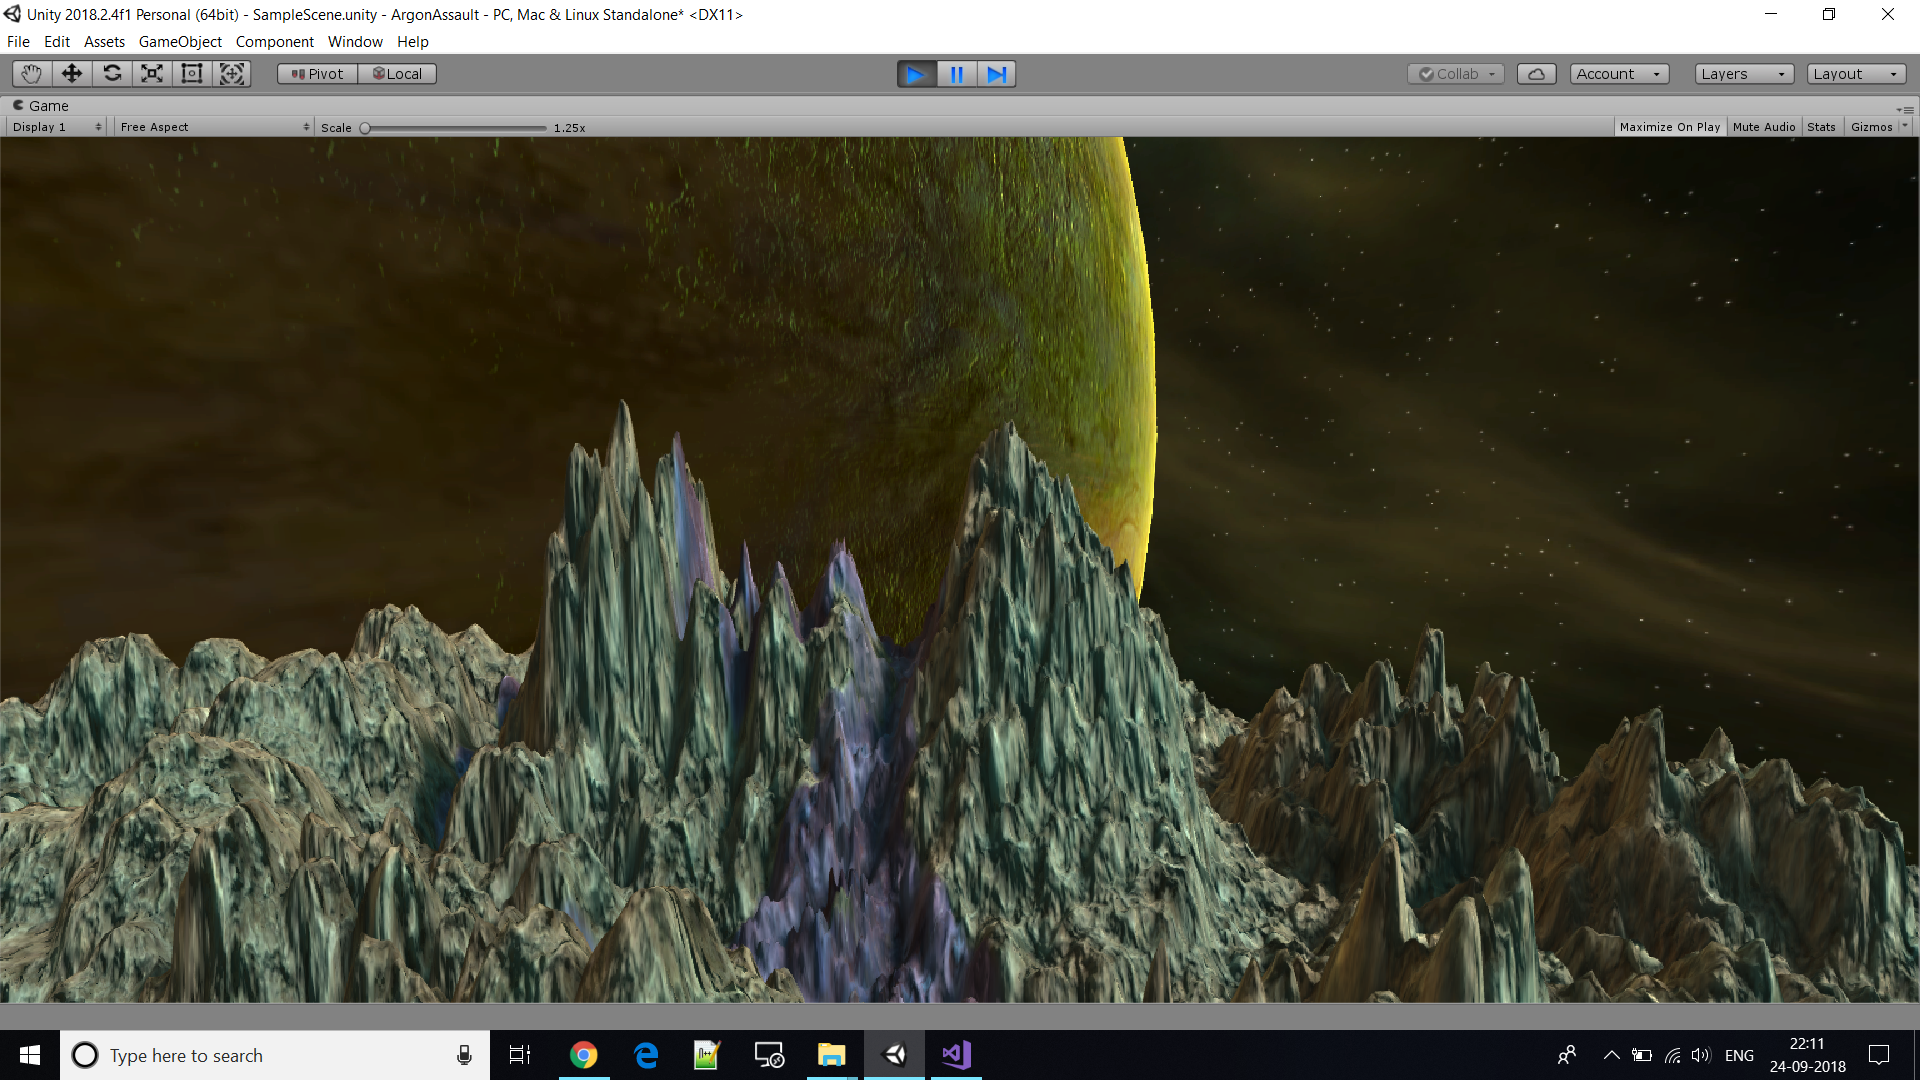 Unity 2018.2.4f1 Personal (64bit) - SampleScene.unity - ArgonAssault - PC, Mac & Linux Standalone* <DX11>
File Edit Assets GameObject Component Window Help
Pivot Local Collab Account Layers Layout
Game
Display 1 Free Aspect Scale 1.25x Maximize On Play Mute Audio Stats Gizmos
Type here to search ENG 22:11
24-09-2018